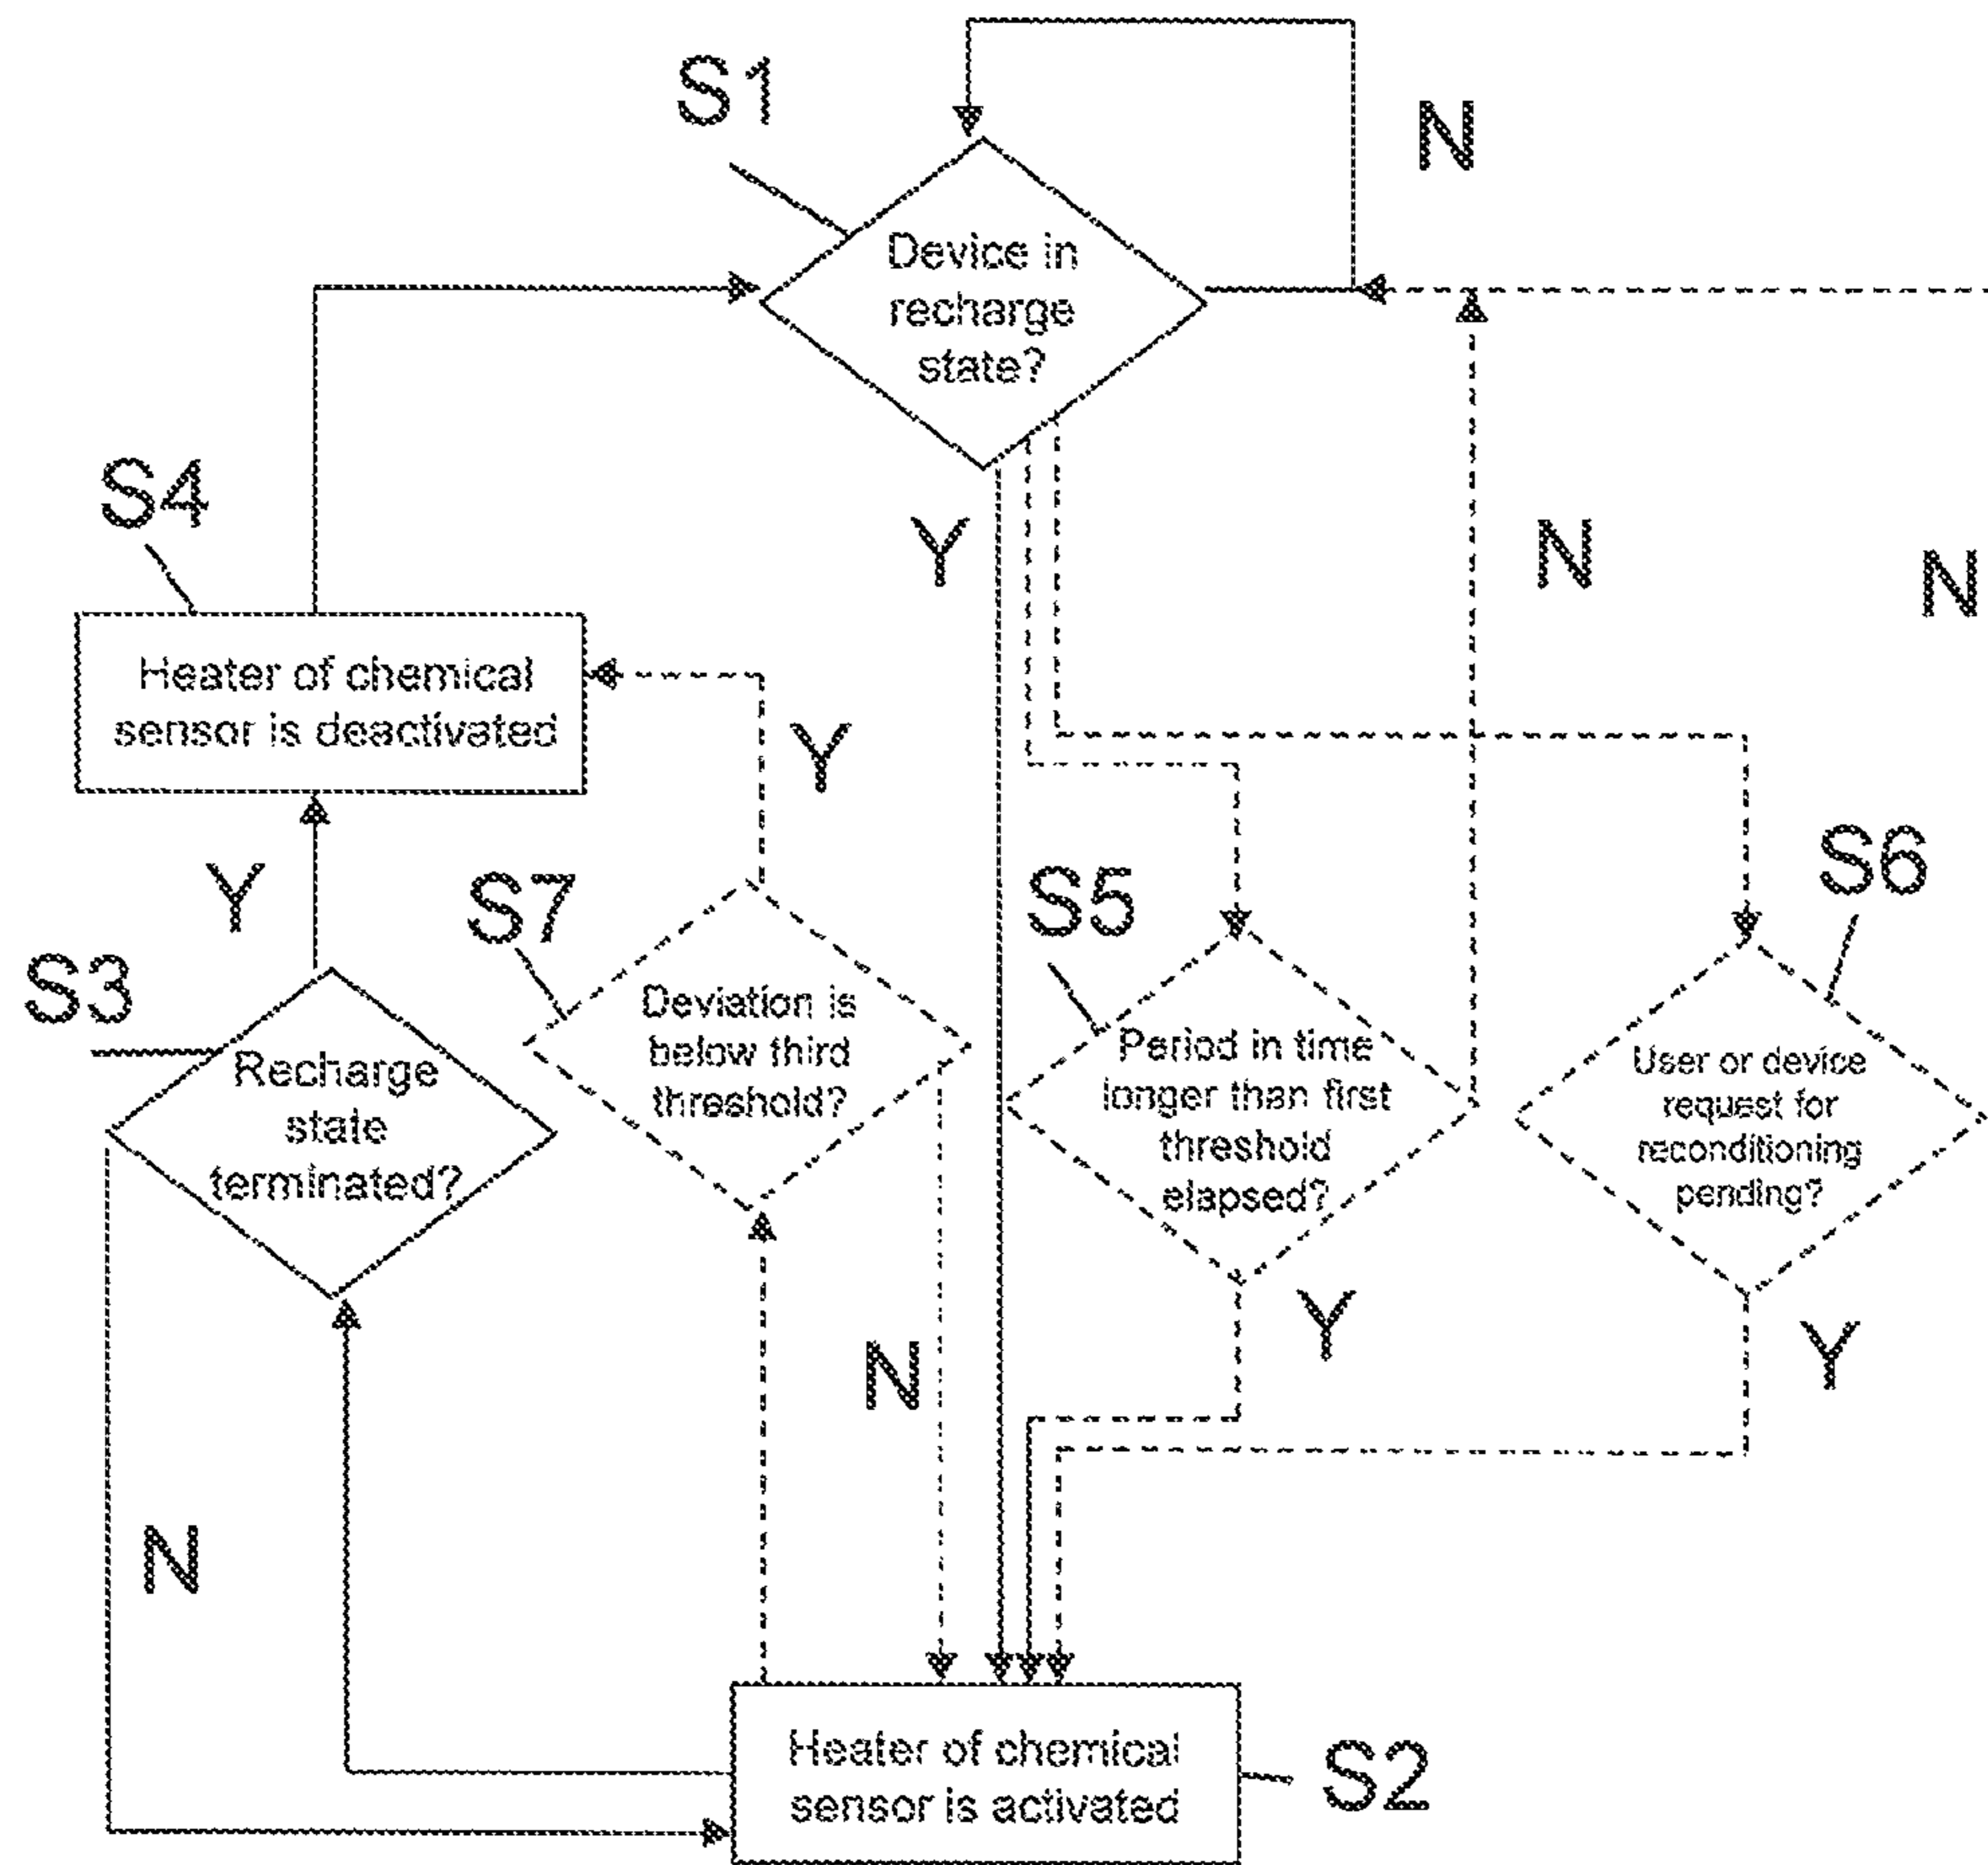 S1
N
Device in
recharge
state?
S4
Y
N
N
Heater of chemical
sensor is deactivated
Y
Y
S7
S5
S6
S3
Deviation is
below third
threshold?
Period in time
longer than first
threshold
elapsed?
User or device
request for
reconditioning
pending?
Recharge
state
terminated?
N
Y
Y
N
Heater of chemical
sensor is activated
S2